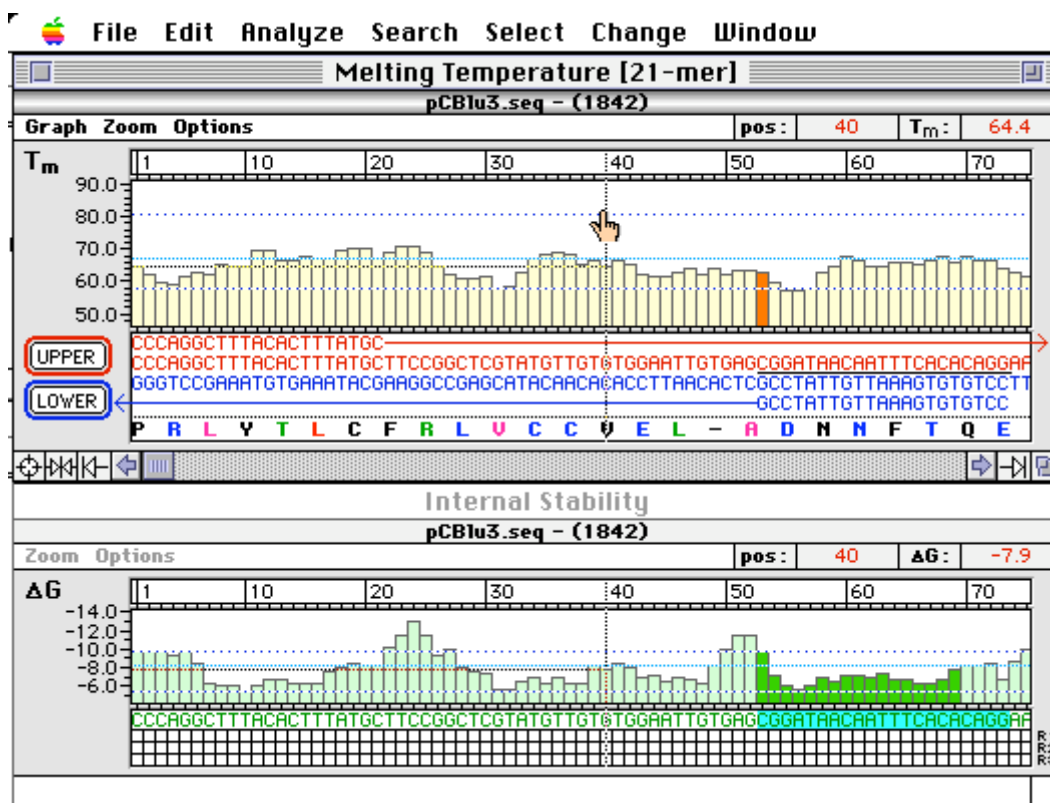 File Edit Analyze Search Select Change Window
Melting Temperature [21-mer]
pCBlu3.seq - (1842)
Graph Zoom Options pos: 40 Tm: 64.4
Tm 1 10 20 30 40 50 60 70
90.0
80.0
70.0
60.0
50.0
CCCAGGCTTTACACTTTATGC
UPPER
CCCAGGCTTTACACTTTATGCTTCCGGCTCGTATGTTGTGTGGAATTGTGAGCGGATAACAATTTCACACAGGAA
GGGTCCGAAATGTGAAATACGAAGGCCGAGCATACAACACACCTTAACACTCGCCTATTGTTAAAGTGTGTCCTT
LOWER GCCTATTGTTAAAGTGTGTCC
P R L Y T L C F R L V C C V E L - A D N N F T Q E
Internal Stability
pCBlu3.seq - (1842)
Zoom Options pos: 40 ΔG: -7.9
ΔG 1 10 20 30 40 50 60 70
-14.0
-12.0
-10.0
-8.0
-6.0
CCCAGGCTTTACACTTTATGCTTCCGGCTCGTATGTTGTGTGGAATTGTGAGCGGATAACAATTTCACACAGGAA